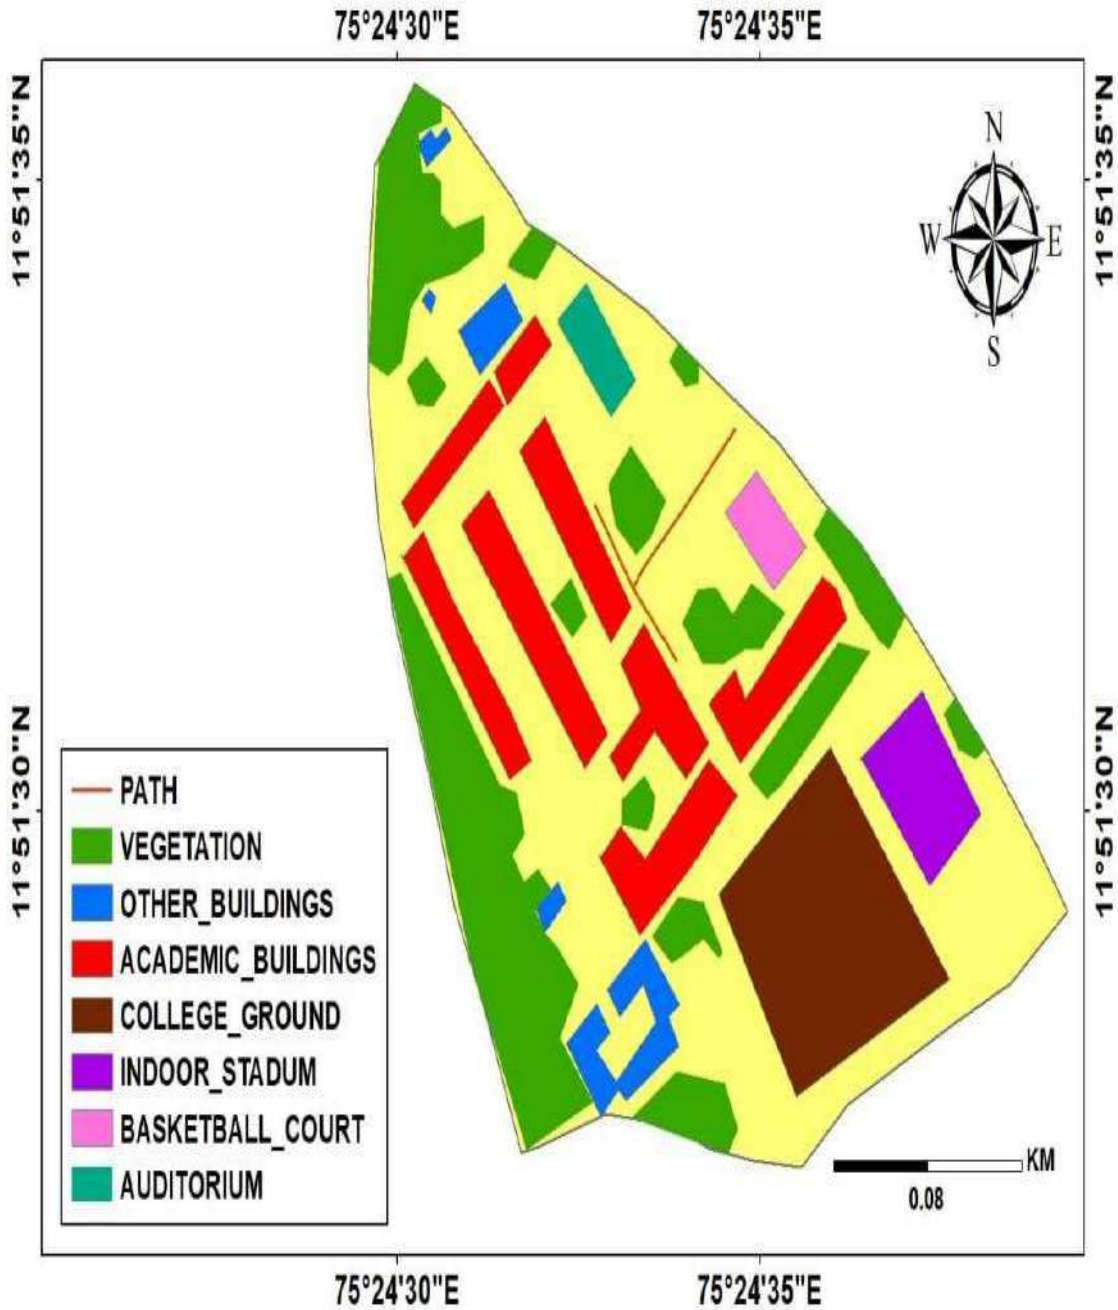 75°24'30"E 75°24'35"E
11°51'35"N 11°51'35"N
N
W E
S
11°51'30"N 11°51'30"N
PATH
VEGETATION
OTHER_BUILDINGS
ACADEMIC_BUILDINGS
COLLEGE_GROUND
INDOOR_STADUM
BASKETBALL_COURT
AUDITORIUM
KM
0.08
75°24'30"E 75°24'35"E